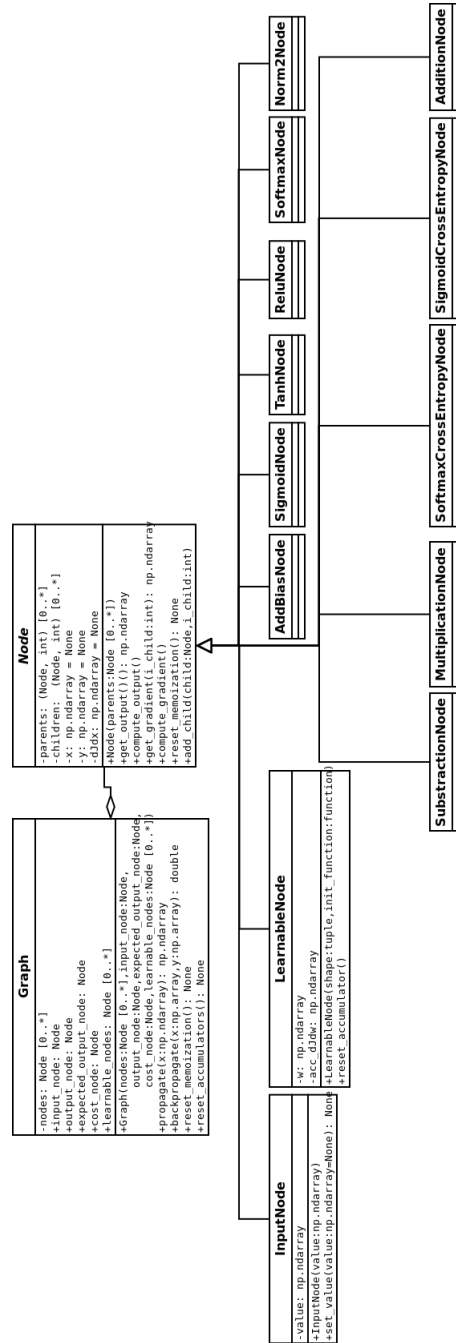 Graph
-nodes: Node [0..*]
+input_node: Node
+output_node: Node
+expected_output_node: Node
+cost_node: Node
+learnable_nodes: Node [0..*]
+Graph(nodes:Node [0..*],input_node:Node,
output_node:Node,expected_output_node:Node,
cost_node:Node,learnable_nodes:Node [0..*])
+propagate(x:np.ndarray): np.ndarray
+backpropagate(x:np.array,y:np.array): double
+reset_memoization(): None
+reset_accumulators(): None
Node
-parents: (Node, int) [0..*]
-children: (Node, int) [0..*]
-x: np.ndarray = None
-y: np.ndarray = None
-dJdx: np.ndarray = None
+Node(parents:Node [0..*])
+get_output()(): np.ndarray
+compute_output()
+get_gradient(i_child:int): np.ndarray
+compute_gradient()
+reset_memoization(): None
+add_child(child:Node,i_child:int)
InputNode
-value: np.ndarray
+InputNode(value:np.ndarray)
+set_value(value:np.ndarray=None): None
LearnableNode
-w: np.ndarray
-acc_dJdw: np.ndarray
+LearnableNode(shape:tuple,init_function:function)
+reset_accumulator()
AddBiasNode
SigmoidNode
TanhNode
ReluNode
SoftmaxNode
Norm2Node
SubstractionNode
MultiplicationNode
SoftmaxCrossEntropyNode
SigmoidCrossEntropyNode
AdditionNode